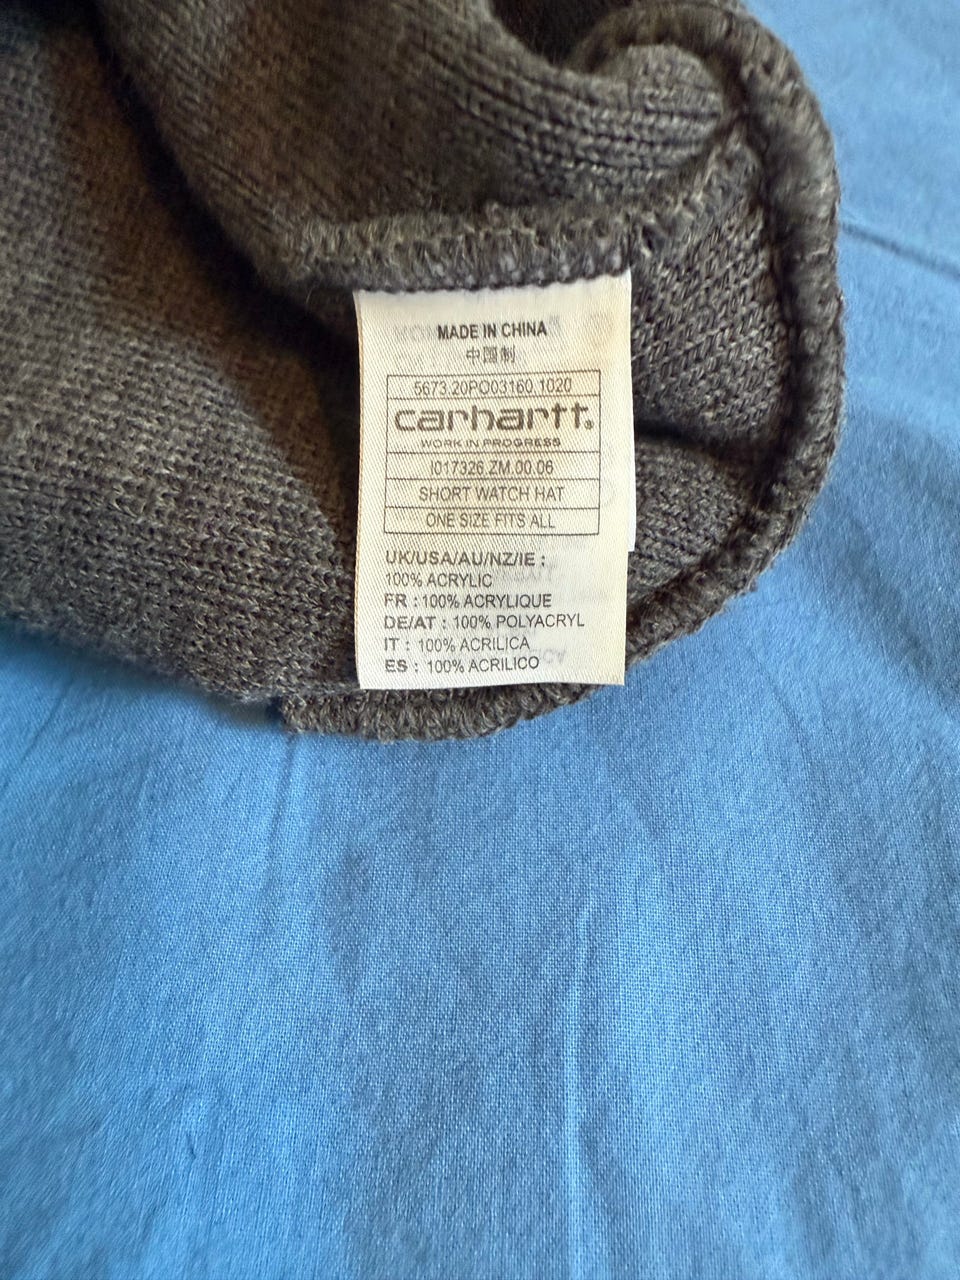 MADE IN CHINA
中國制
5673.20PO03160.1020
carhartt®
WORK IN PROGRESS
I017326.ZM.00.06
SHORT WATCH HAT
ONE SIZE FITS ALL
UK/USA/AU/NZ/IE :
100% ACRYLIC
FR : 100% ACRYLIQUE
DE/AT : 100% POLYACRYL
IT : 100% ACRILICA
ES : 100% ACRILICO